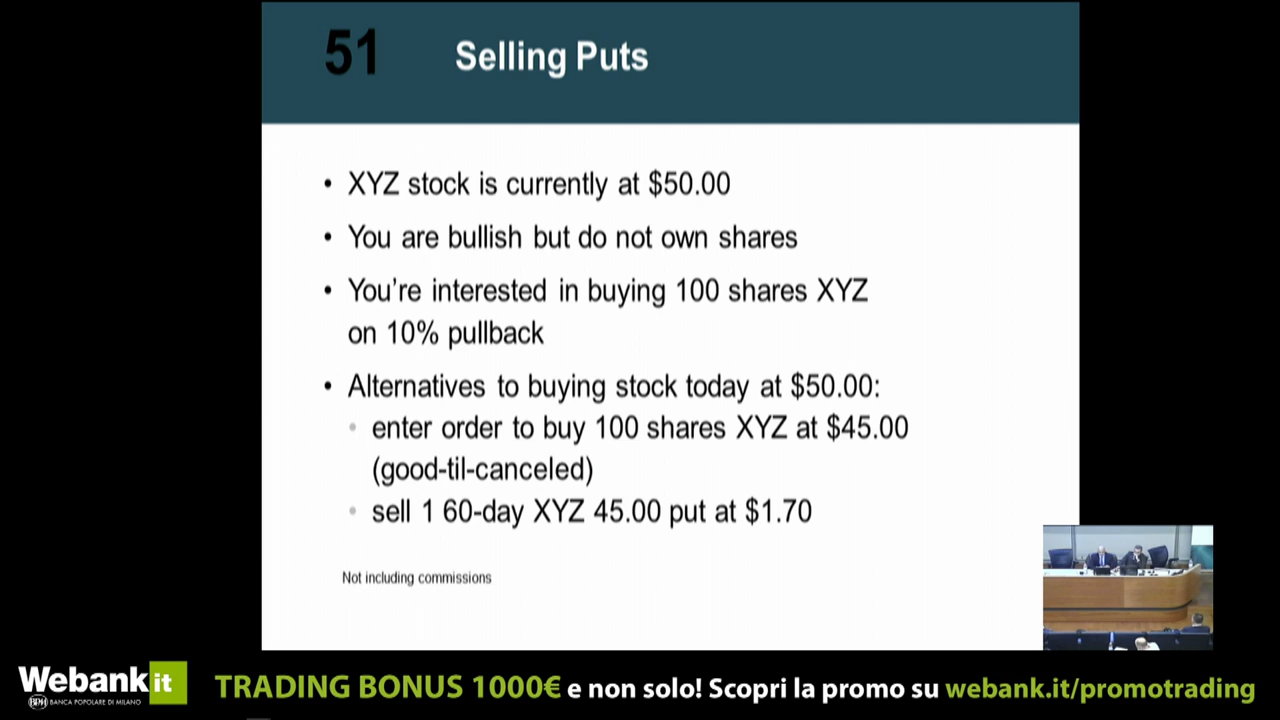 51 Selling Puts
• XYZ stock is currently at $50.00
• You are bullish but do not own shares
• You're interested in buying 100 shares XYZ
on 10% pullback
• Alternatives to buying stock today at $50.00:
• enter order to buy 100 shares XYZ at $45.00
(good-til-canceled)
• sell 1 60-day XYZ 45.00 put at $1.70
Not including commissions
Webank it
BPM BANCA POPOLARE DI MILANO
TRADING BONUS 1000€ e non solo! Scopri la promo su webank.it/promotrading